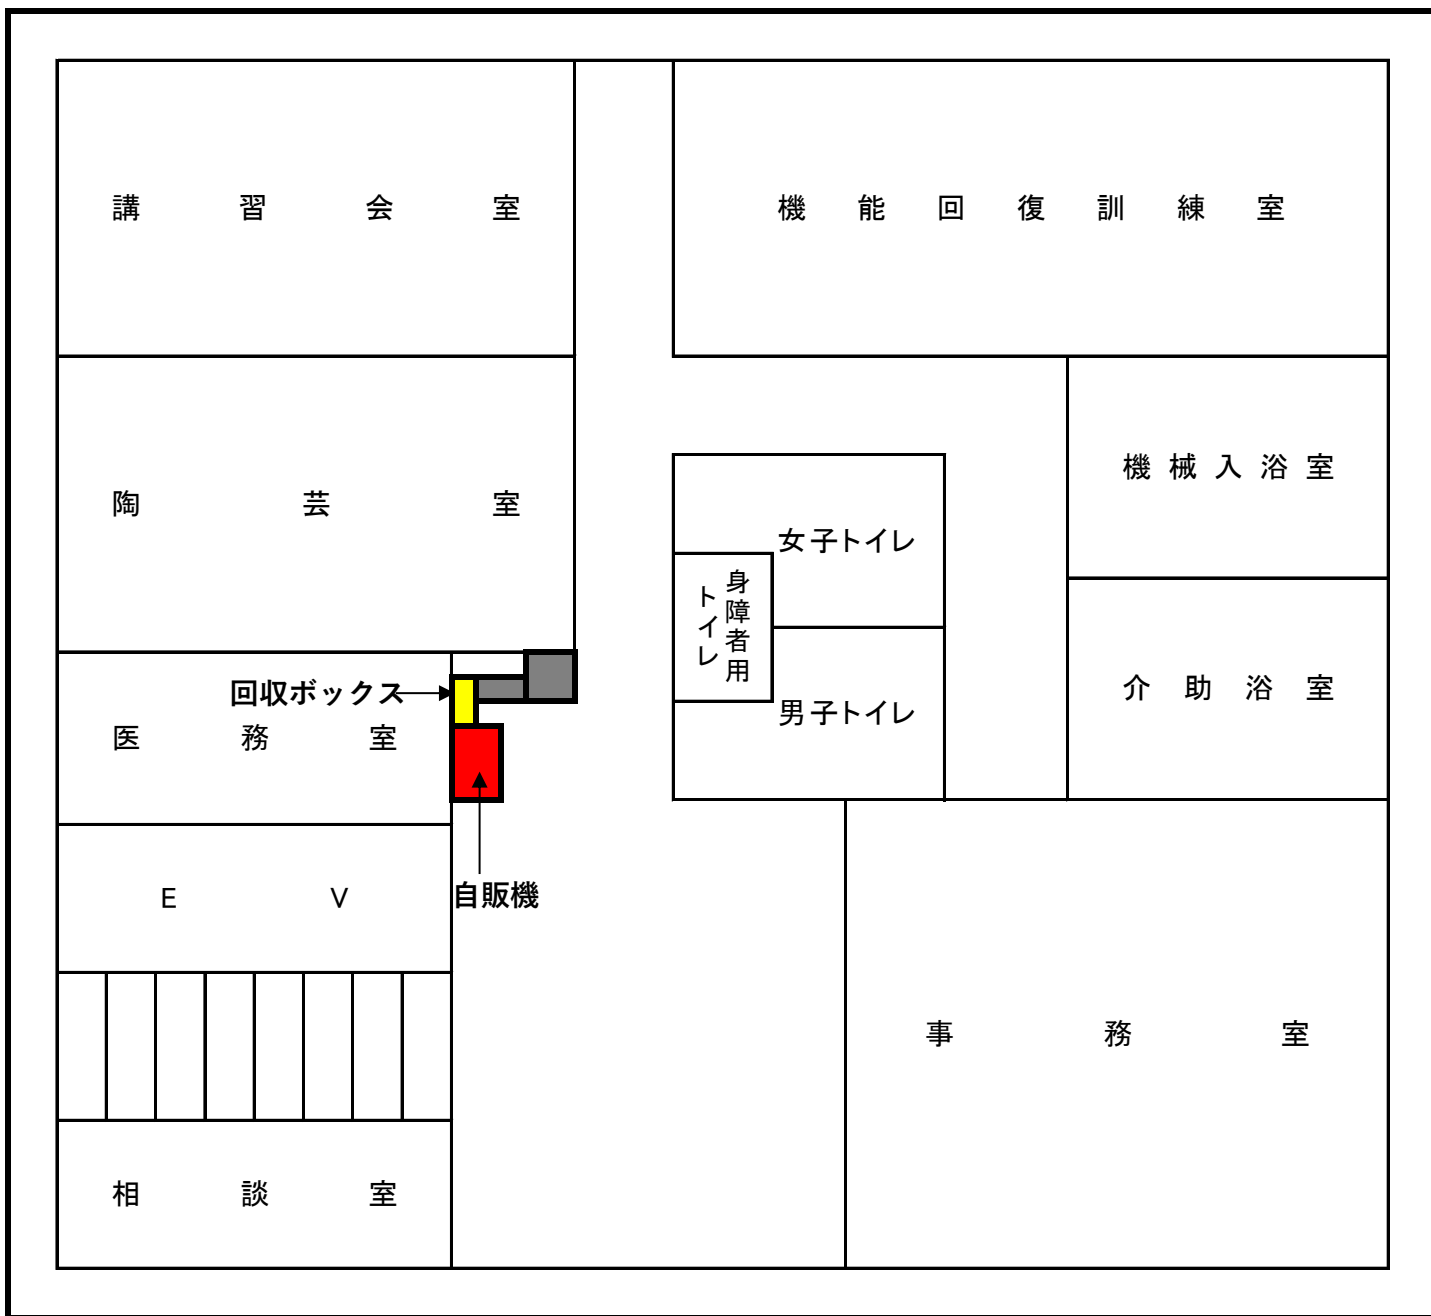 講習会室
機能回復訓練室
機械入浴室
陶芸室
女子トイレ
身障者用
トイレ
回収ボックス
介助浴室
男子トイレ
医務室
EV
自販機
事務室
相談室